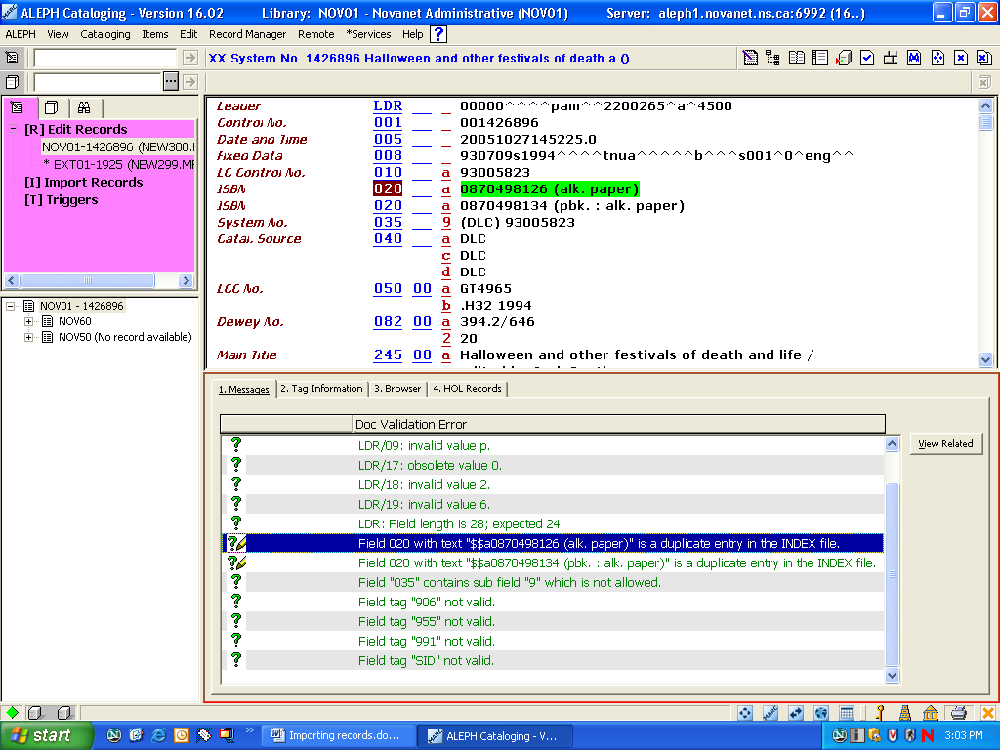 ALEPH Cataloging - Version 16.02 Library: NOV01 - Novanet Administrative (NOV01) Server: aleph1.novanet.ns.ca:6992 (16..)
ALEPH View Cataloging Items Edit Record Manager Remote *Services Help ?
XX System No. 1426896 Halloween and other festivals of death a ()
[R] Edit Records
NOV01-1426896 (NEW300.
* EXT01-1925 (NEW299.
[I] Import Records
[T] Triggers
NOV01 - 1426896
NOV60
NOV50 (No record available)
Leader LDR 00000^^^^pam^^2200265^a^4500
Control No. 001 001426896
Date and Time 005 20051027145225.0
Fixed Data 008 930709s1994^^^^tnua^^^^^b^^^s001^0^eng^^
LC Control No. 010 a 93005823
ISBN 020 a 0870498126 (alk. paper)
ISBN 020 a 0870498134 (pbk. : alk. paper)
System No. 035 9 (DLC) 93005823
Catal. Source 040 a DLC
c DLC
d DLC
LCC No. 050 00 a GT4965
b .H32 1994
Dewey No. 082 00 a 394.2/646
2 20
Main Title 245 00 a Halloween and other festivals of death and life /
1. Messages 2. Tag Information 3. Browser 4. HOL Records
Doc Validation Error
View Related
? LDR/09: invalid value p.
? LDR/17: obsolete value 0.
? LDR/18: invalid value 2.
? LDR/19: invalid value 6.
? LDR: Field length is 28; expected 24.
? Field 020 with text "$$a0870498126 (alk. paper)" is a duplicate entry in the INDEX file.
? Field 020 with text "$$a0870498134 (pbk. : alk. paper)" is a duplicate entry in the INDEX file.
? Field "035" contains sub field "9" which is not allowed.
? Field tag "906" not valid.
? Field tag "955" not valid.
? Field tag "991" not valid.
? Field tag "SID" not valid.
start Importing records.do... ALEPH Cataloging - V... 3:03 PM